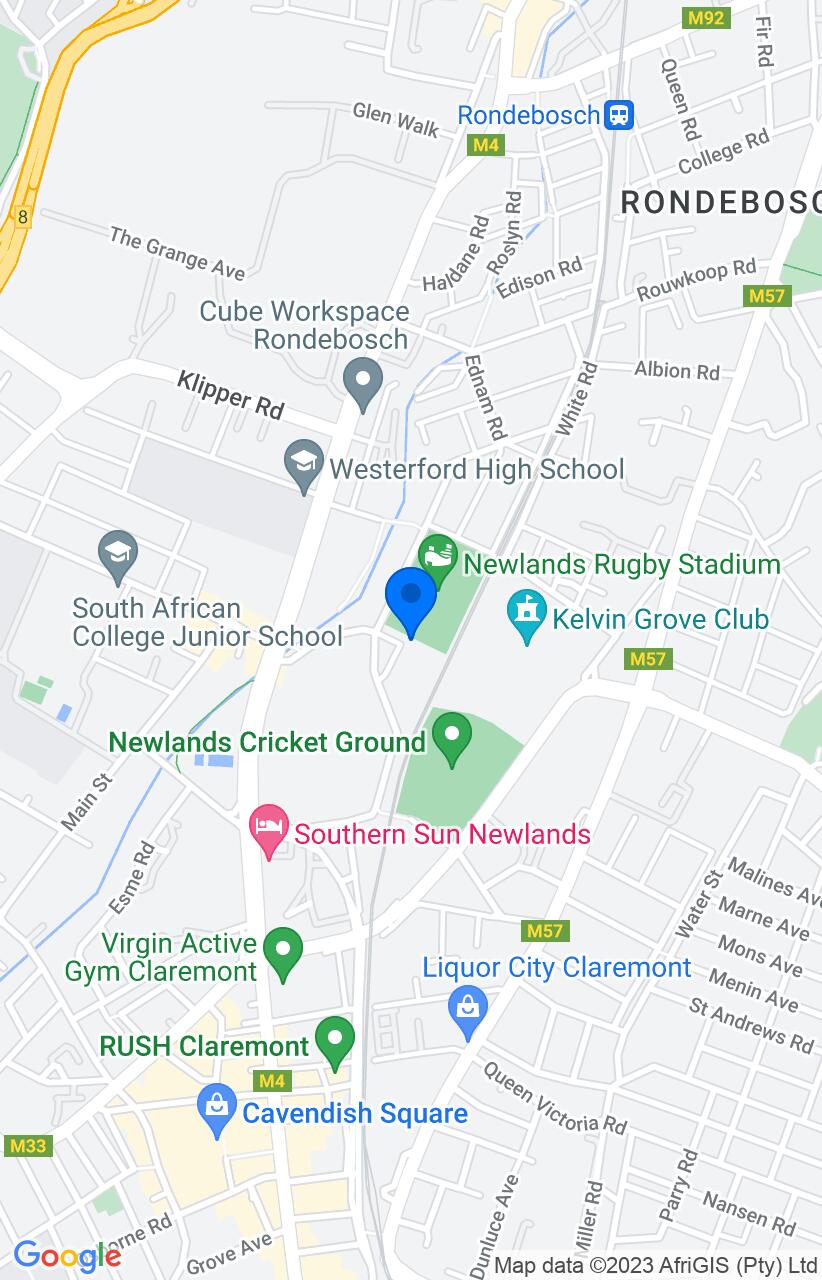 M92
Fir Rd
Queen Rd
Glen Walk
Rondebosch
M4
College Rd
8
RONDEBOSC
The Grange Ave
Haldane Rd
Roslyn Rd
Edison Rd
Rouwkoop Rd
M57
Cube Workspace
Rondebosch
Klipper Rd
Ednam Rd
White Rd
Albion Rd
Westerford High School
Newlands Rugby Stadium
South African
College Junior School
Kelvin Grove Club
M57
Newlands Cricket Ground
Main St
Southern Sun Newlands
Esme Rd
Water St
Malines Ave
Marne Ave
Mons Ave
Menin Ave
St Andrews Rd
M57
Virgin Active
Gym Claremont
Liquor City Claremont
RUSH Claremont
M4
Cavendish Square
Queen Victoria Rd
M33
Parry Rd
Nansen Rd
Miller Rd
Dunluce Ave
orne Rd
Grove Ave
Google
Map data ©2023 AfriGIS (Pty) Ltd